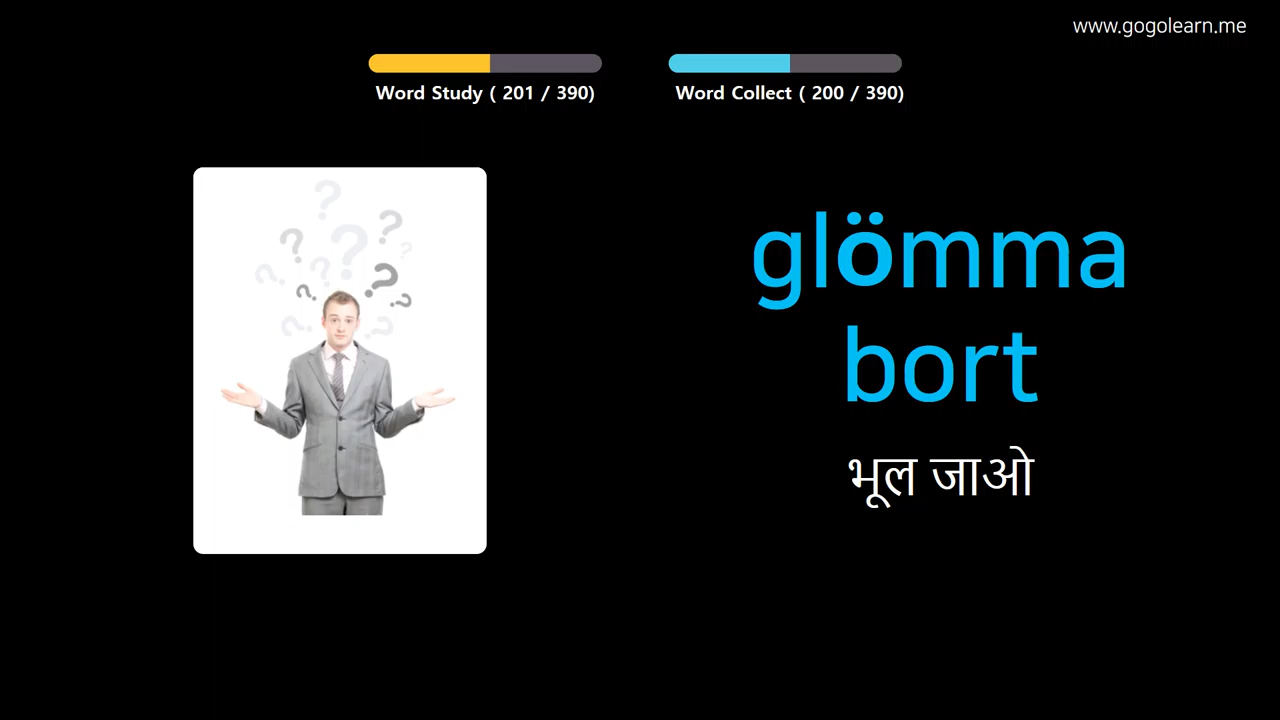 www.gogolearn.me
Word Study ( 201 / 390)
Word Collect ( 200 / 390)
glömma
bort
भूल जाओ